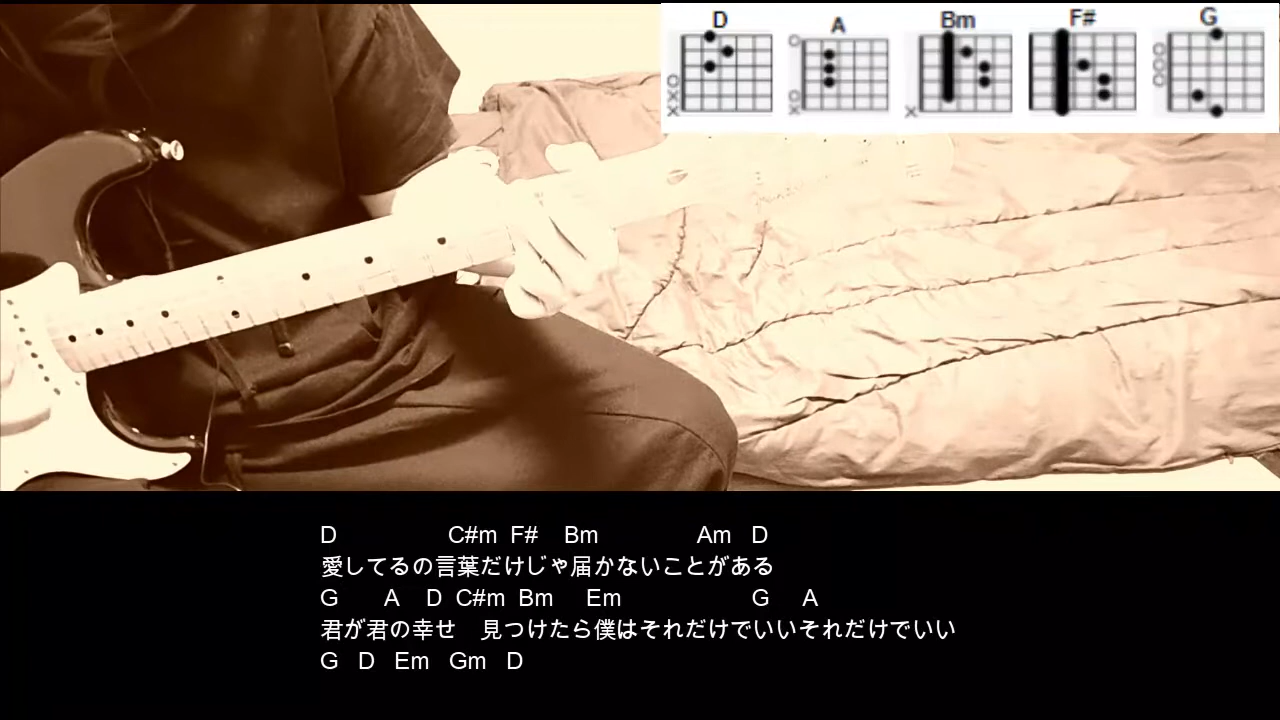 D A Bm F# G
D C#m F# Bm Am D
愛してるの言葉だけじゃ届かないことがある
G A D C#m Bm Em G A
君が君の幸せ　見つけたら僕はそれだけでいいそれだけでいい
G D Em Gm D